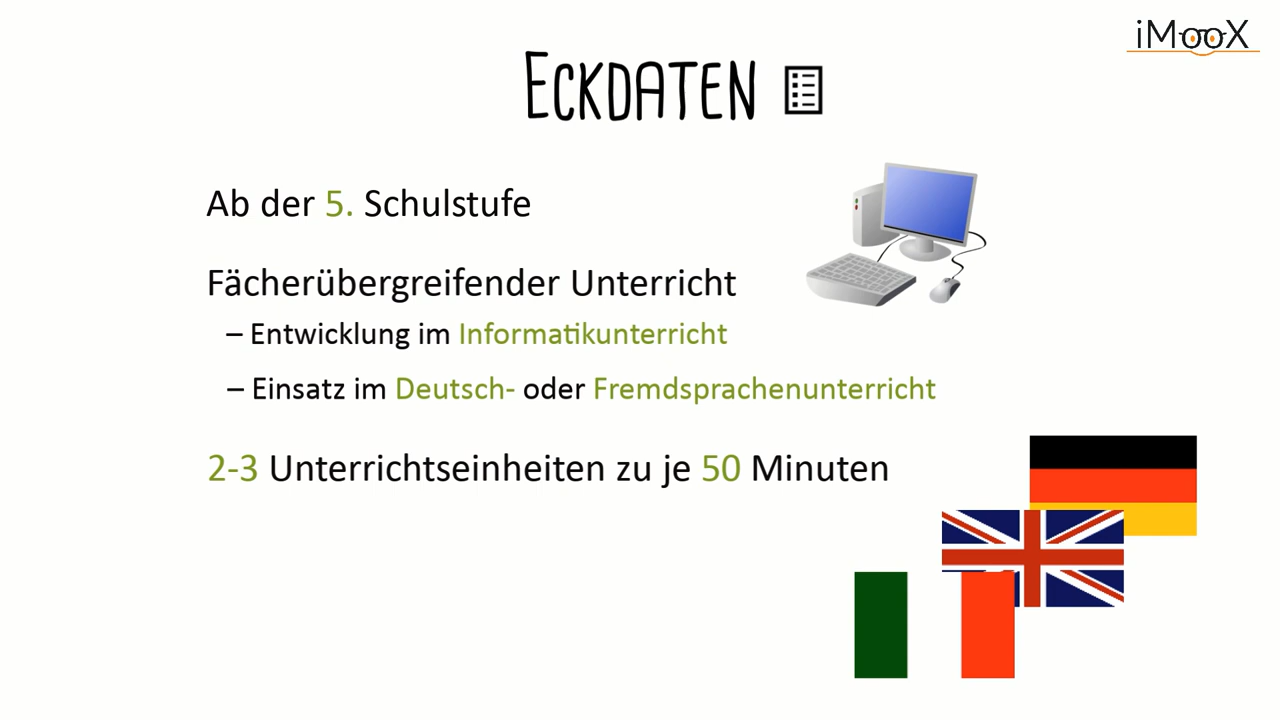 iMooX
ECKDATEN
Ab der 5. Schulstufe
Fächerübergreifender Unterricht
– Entwicklung im Informatikunterricht
– Einsatz im Deutsch- oder Fremdsprachenunterricht
2-3 Unterrichtseinheiten zu je 50 Minuten